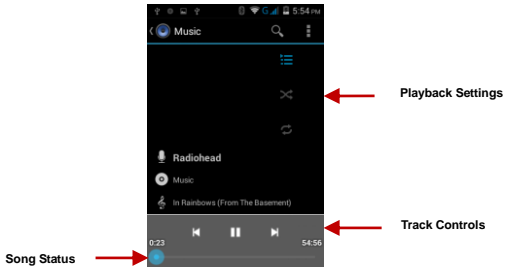 G 5:54 PM
Music
Playback Settings
Radiohead
Music
In Rainbows (From The Basement)
Track Controls
0:23 54:56
Song Status